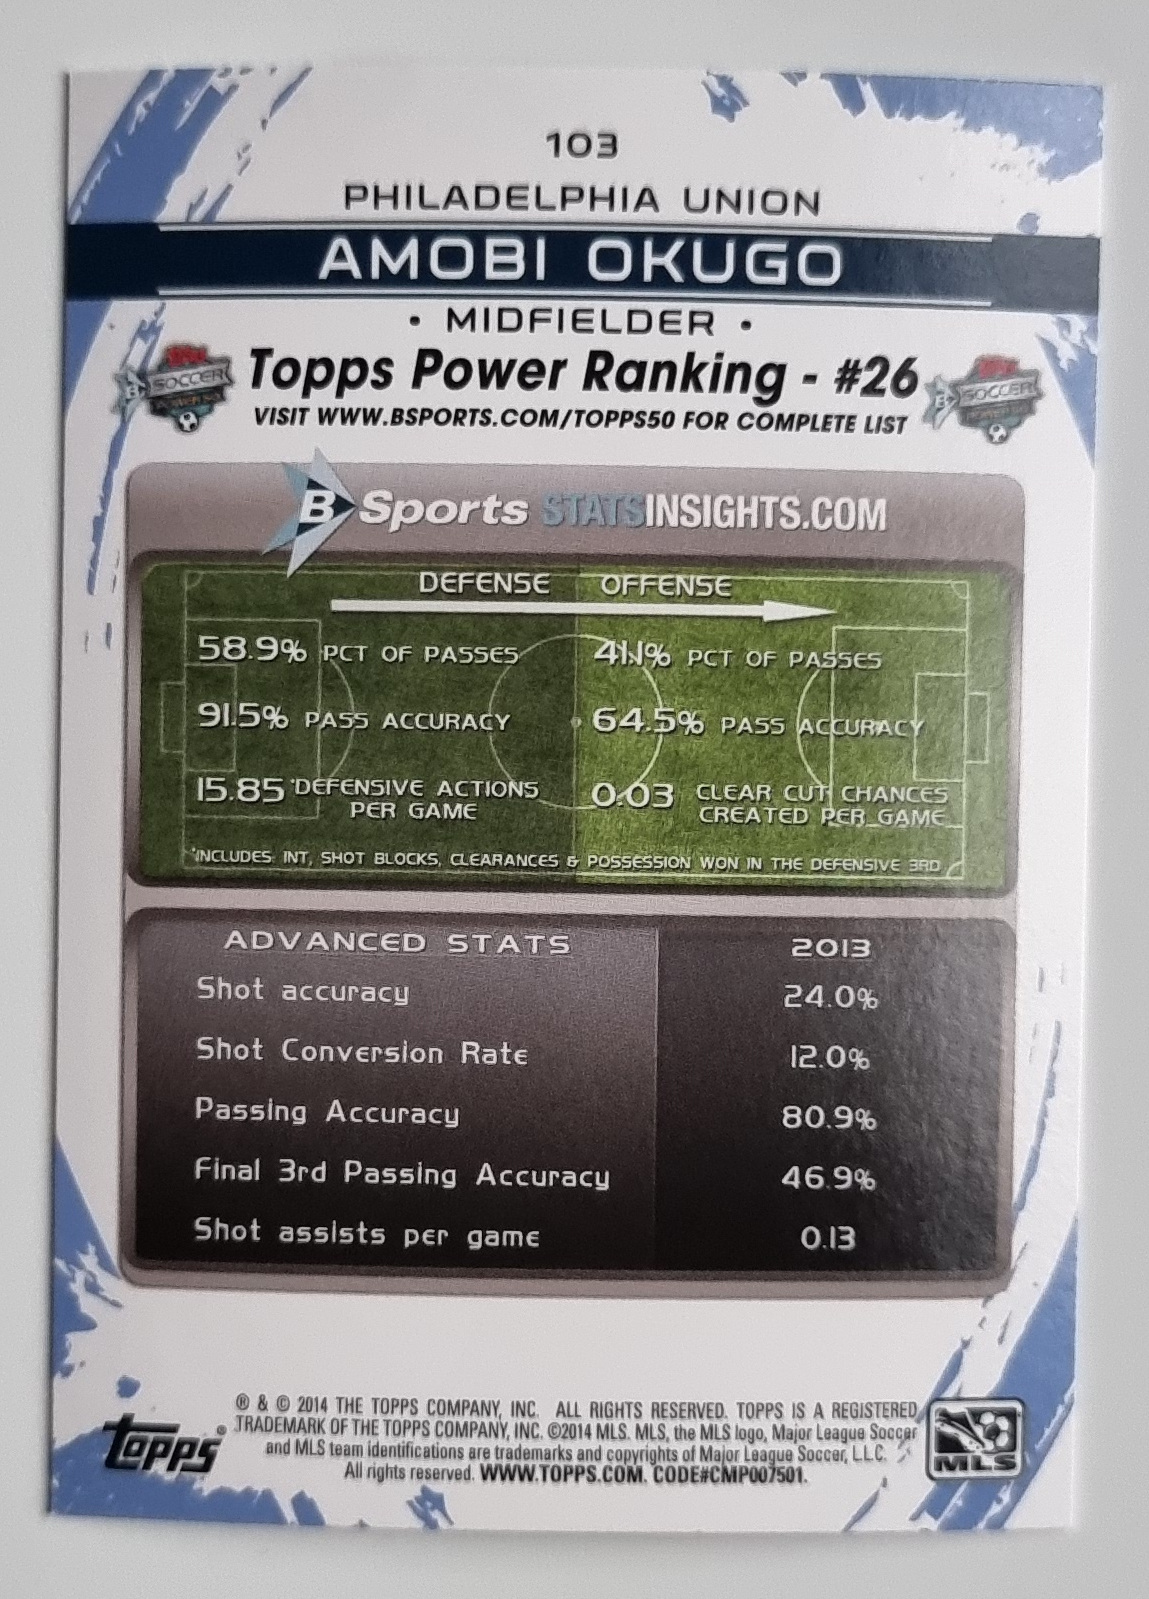 103
PHILADELPHIA UNION
AMOBI OKUGO
• MIDFIELDER •
Topps Power Ranking - #26
VISIT WWW.BSPORTS.COM/TOPPS50 FOR COMPLETE LIST
SOCCER
SOCCER
B Sports STATSINSIGHTS.COM
DEFENSE OFFENSE
58.9% PCT OF PASSES 41.1% PCT OF PASSES
91.5% PASS ACCURACY 64.5% PASS ACCURACY
15.85 *DEFENSIVE ACTIONS PER GAME 0.03 CLEAR CUT CHANCES CREATED PER GAME
*INCLUDES: INT, SHOT BLOCKS, CLEARANCES & POSSESSION WON IN THE DEFENSIVE 3RD
ADVANCED STATS 2013
Shot accuracy 24.0%
Shot Conversion Rate 12.0%
Passing Accuracy 80.9%
Final 3rd Passing Accuracy 46.9%
Shot assists per game 0.13
® & © 2014 THE TOPPS COMPANY, INC. ALL RIGHTS RESERVED. TOPPS IS A REGISTERED
TRADEMARK OF THE TOPPS COMPANY, INC. ©2014 MLS. MLS, the MLS logo, Major League Soccer
and MLS team identifications are trademarks and copyrights of Major League Soccer, L.L.C.
All rights reserved. WWW.TOPPS.COM. CODE#CMP007501.
topps®
MLS